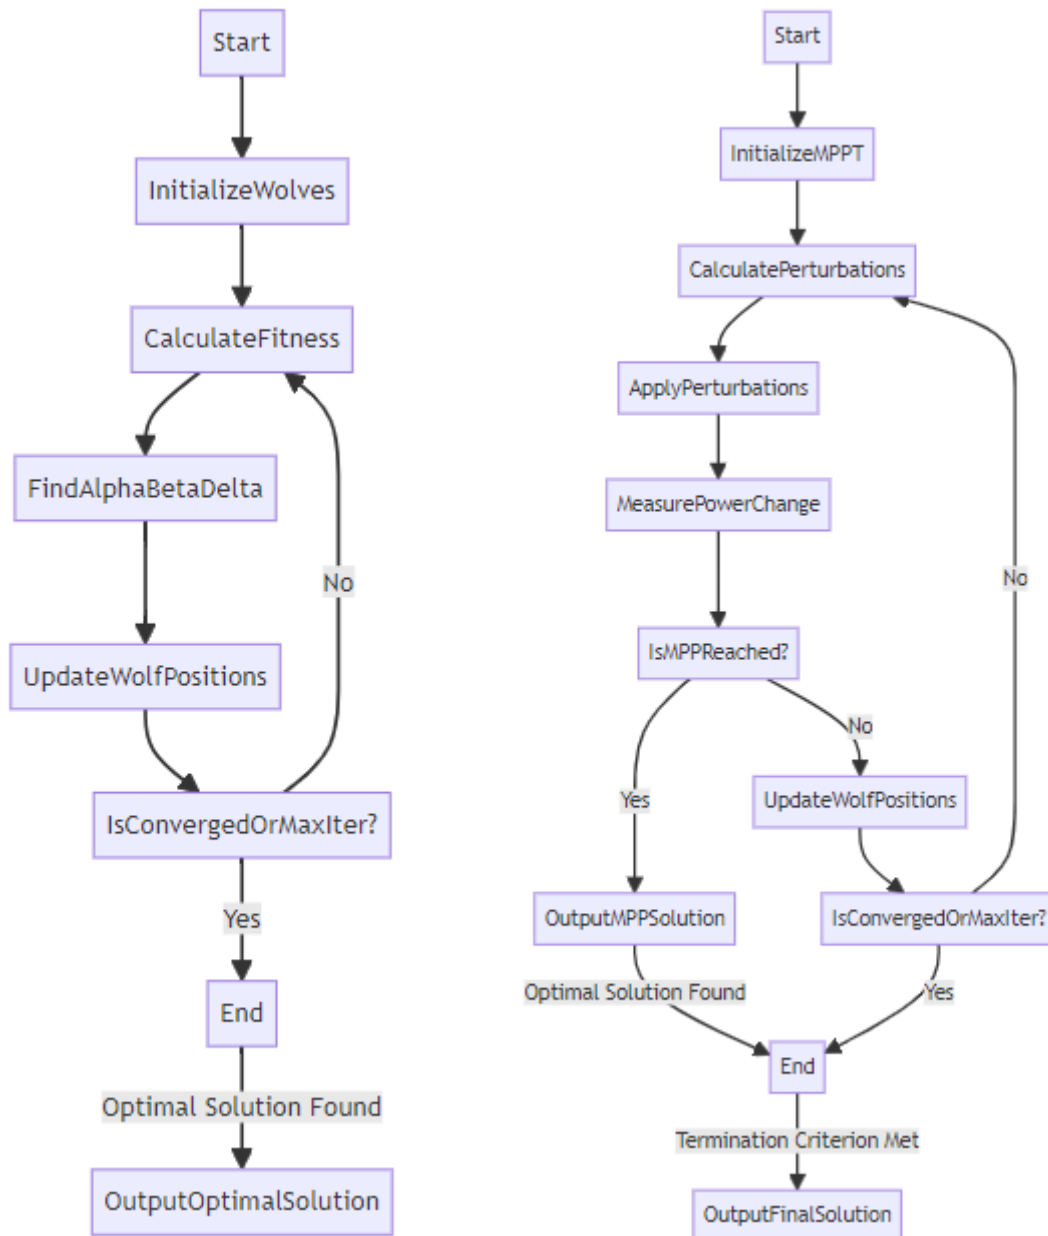 Start
InitializeWolves
CalculateFitness
FindAlphaBetaDelta
No
UpdateWolfPositions
IsConvergedOrMaxIter?
Yes
End
Optimal Solution Found
OutputOptimalSolution
Start
InitializeMPPT
CalculatePerturbations
ApplyPerturbations
MeasurePowerChange
No
IsMPPReached?
No
Yes
UpdateWolfPositions
OutputMPPSolution
IsConvergedOrMaxIter?
Optimal Solution Found
Yes
End
Termination Criterion Met
OutputFinalSolution